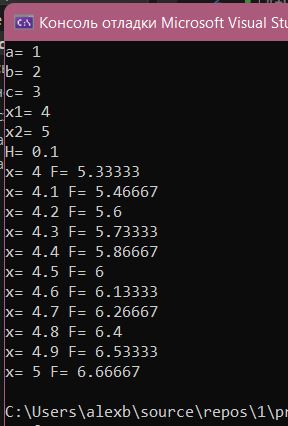 Консоль отладки Microsoft Visual Stu
a= 1
b= 2
c= 3
x1= 4
x2= 5
H= 0.1
x= 4 F= 5.33333
x= 4.1 F= 5.46667
x= 4.2 F= 5.6
x= 4.3 F= 5.73333
x= 4.4 F= 5.86667
x= 4.5 F= 6
x= 4.6 F= 6.13333
x= 4.7 F= 6.26667
x= 4.8 F= 6.4
x= 4.9 F= 6.53333
x= 5 F= 6.66667
C:\Users\alexb\source\repos\1\pr